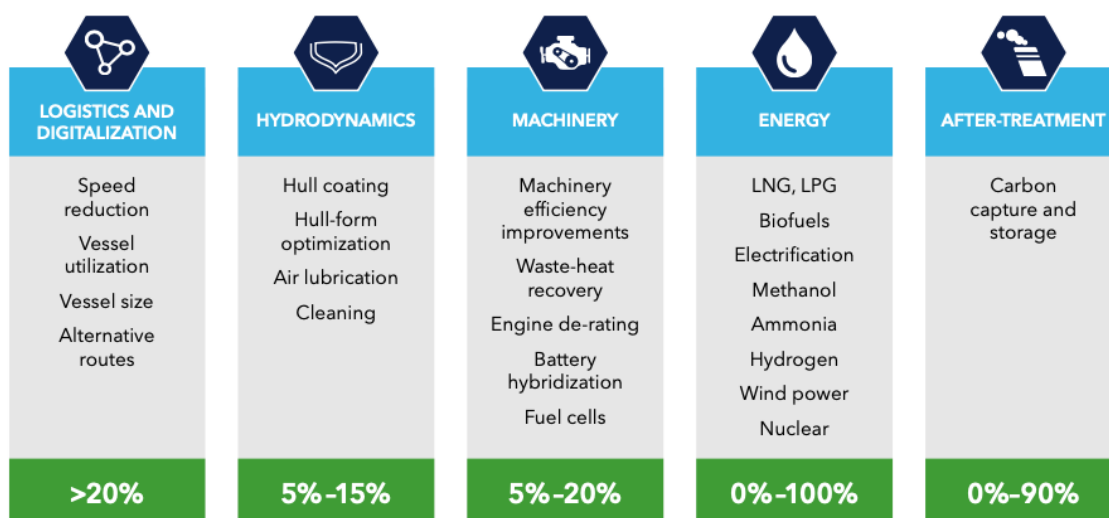 LOGISTICS AND
DIGITALIZATION
Speed
reduction
Vessel
utilization
Vessel size
Alternative
routes
>20%
HYDRODYNAMICS
Hull coating
Hull-form
optimization
Air lubrication
Cleaning
5%–15%
MACHINERY
Machinery
efficiency
improvements
Waste-heat
recovery
Engine de-rating
Battery
hybridization
Fuel cells
5%–20%
ENERGY
LNG, LPG
Biofuels
Electrification
Methanol
Ammonia
Hydrogen
Wind power
Nuclear
0%–100%
AFTER-TREATMENT
Carbon
capture and
storage
0%–90%